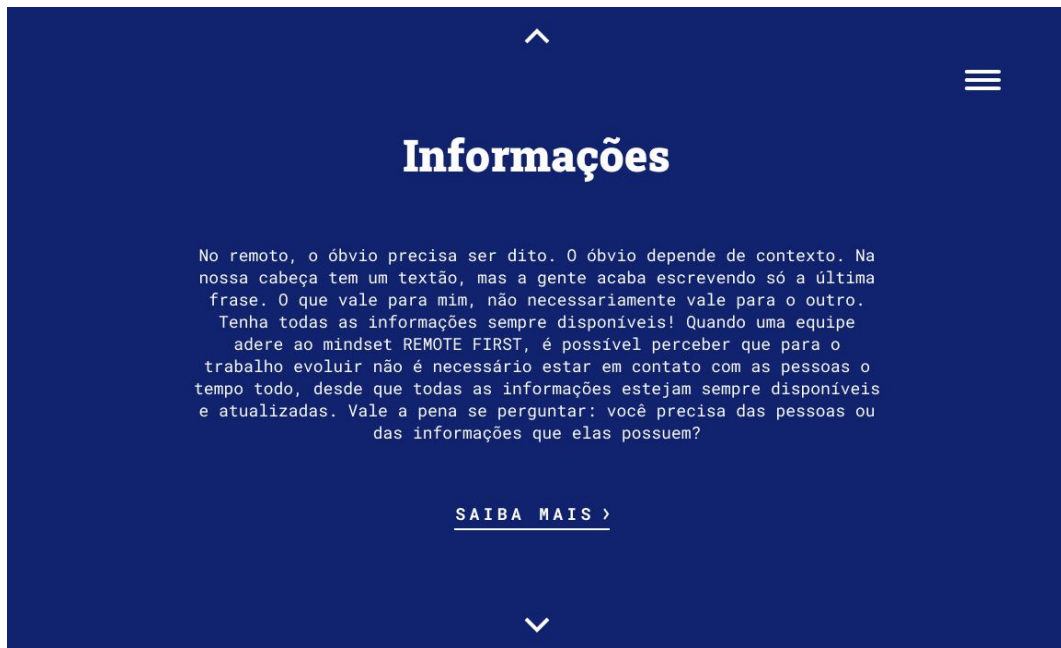 Informações
No remoto, o óbvio precisa ser dito. O óbvio depende de contexto. Na
nossa cabeça tem um textão, mas a gente acaba escrevendo só a última
frase. O que vale para mim, não necessariamente vale para o outro.
Tenha todas as informações sempre disponíveis! Quando uma equipe
adere ao mindset REMOTE FIRST, é possível perceber que para o
trabalho evoluir não é necessário estar em contato com as pessoas o
tempo todo, desde que todas as informações estejam sempre disponíveis
e atualizadas. Vale a pena se perguntar: você precisa das pessoas ou
das informações que elas possuem?
SAIBA MAIS ›